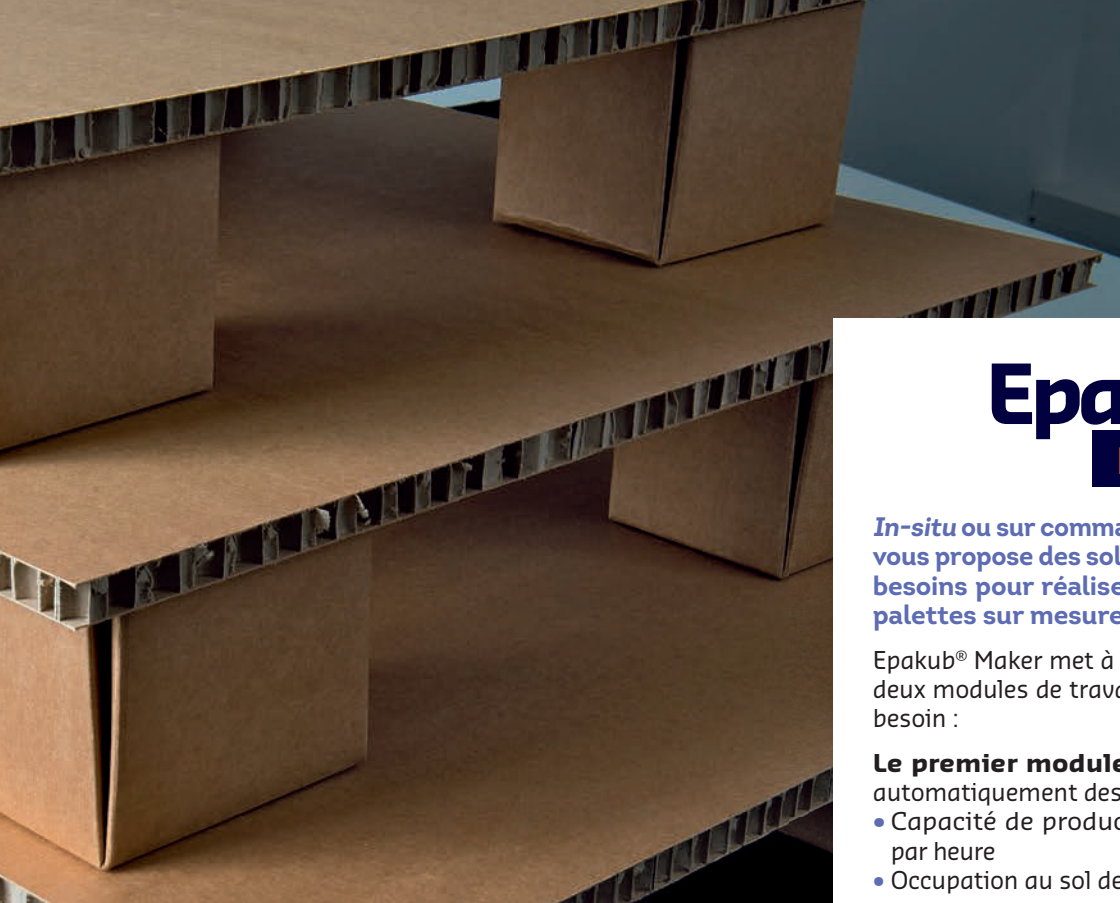 Epa
In-situ ou sur comma
vous propose des sol
besoins pour réalise
palettes sur mesure
Epakub® Maker met à
deux modules de trava
besoin :
Le premier module
automatiquement des
• Capacité de produc
par heure
• Occupation au sol de